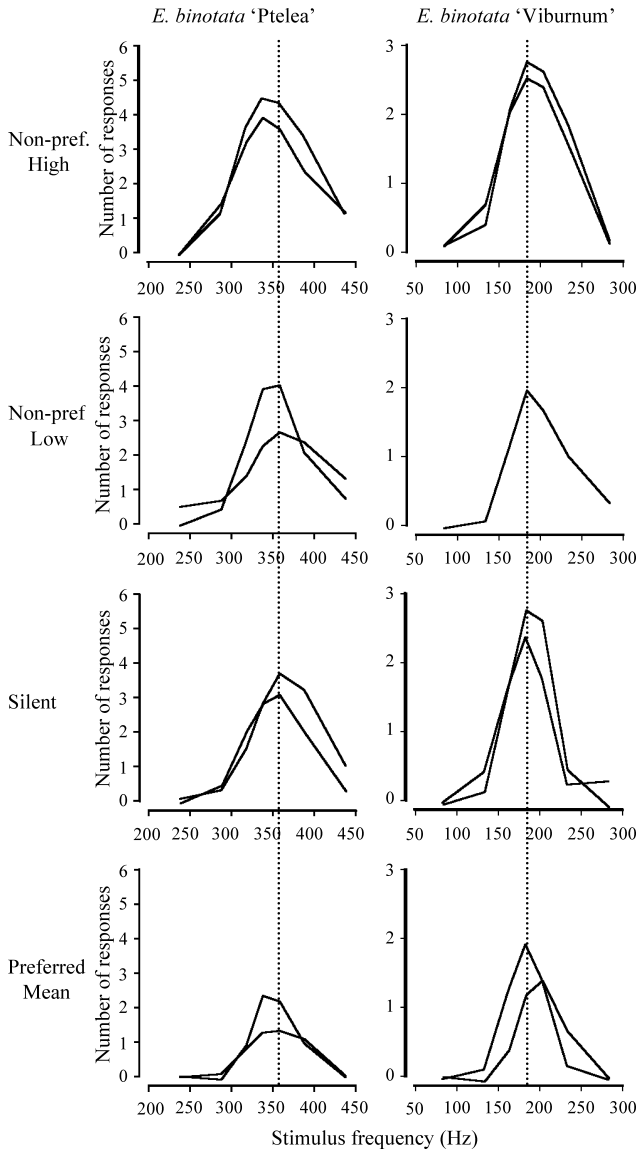 E. binotata ‘Ptelea’ E. binotata ‘Viburnum’
Non-pref.
High
Number of responses
6
5
4
3
2
1
0
200 250 300 350 400 450
3
2
1
0
50 100 150 200 250 300
Non-pref
Low
Number of responses
6
5
4
3
2
1
0
200 250 300 350 400 450
3
2
1
0
50 100 150 200 250 300
Silent
Number of responses
6
5
4
3
2
1
0
200 250 300 350 400 450
3
2
1
0
50 100 150 200 250 300
Preferred
Mean
Number of responses
6
5
4
3
2
1
0
200 250 300 350 400 450
3
2
1
0
50 100 150 200 250 300
Stimulus frequency (Hz)